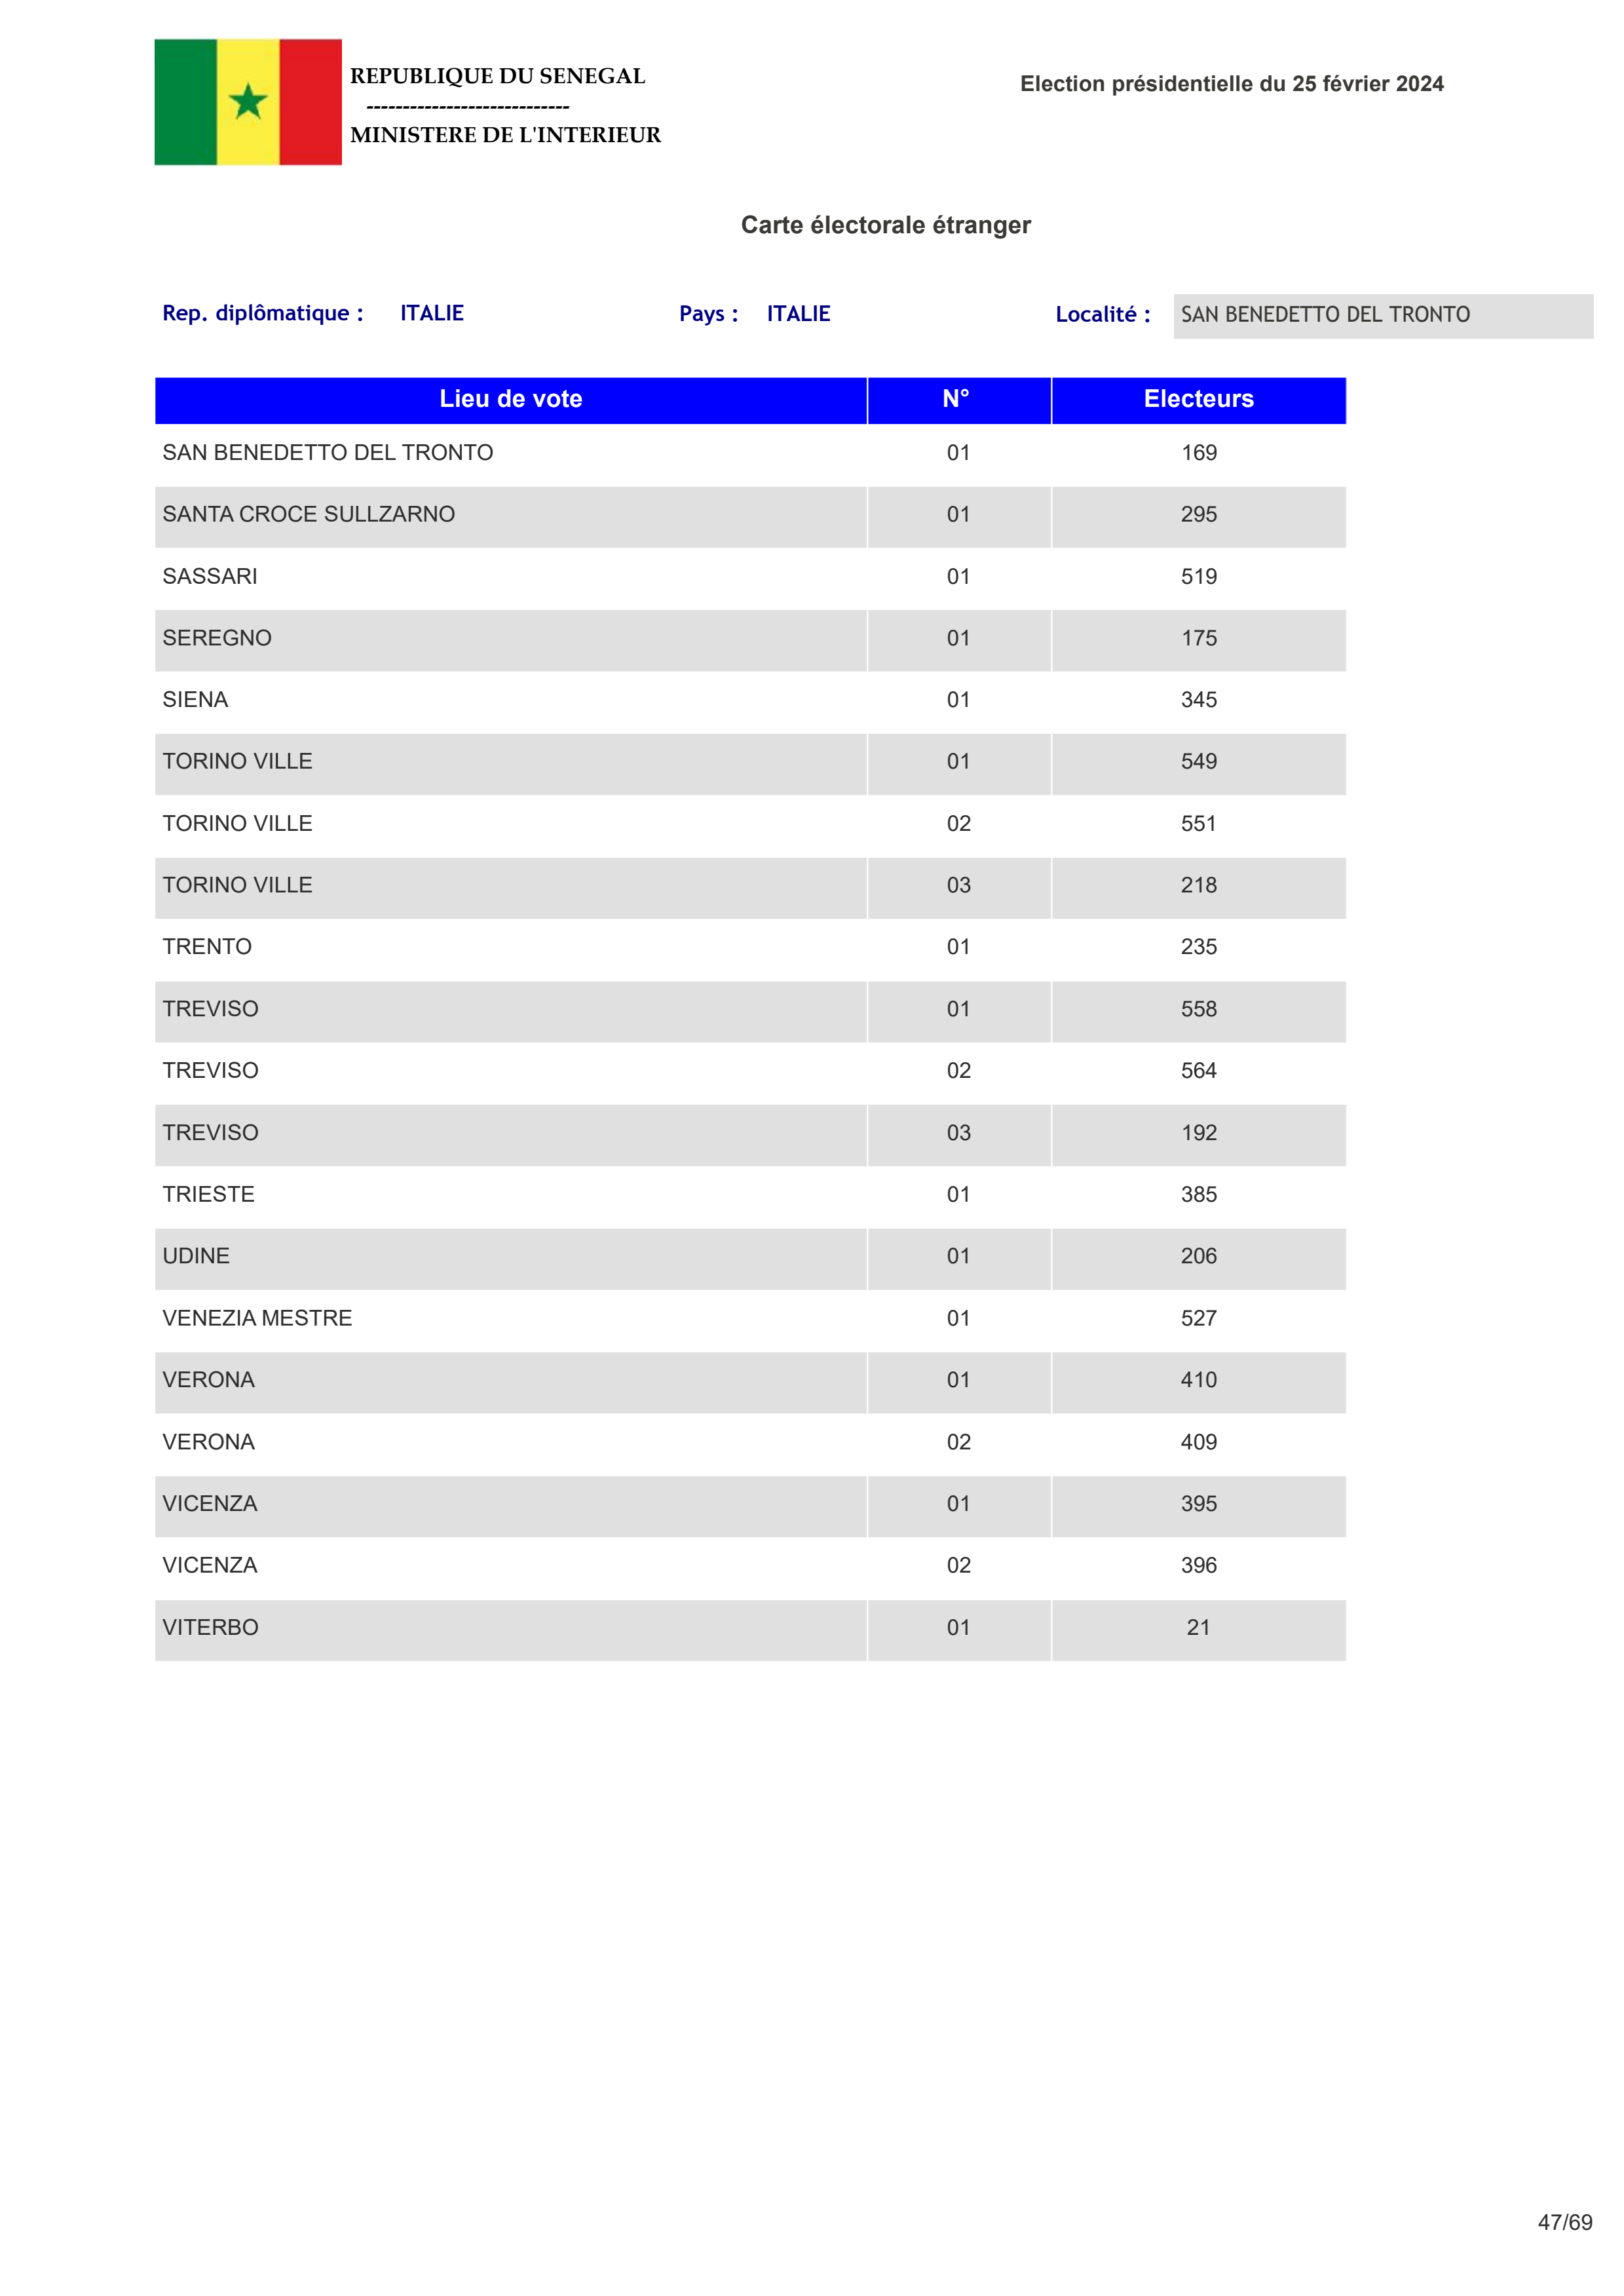 REPUBLIQUE DU SENEGAL
----------------------------
MINISTERE DE L'INTERIEUR
Election présidentielle du 25 février 2024
Carte électorale étranger
Rep. diplômatique : ITALIE Pays : ITALIE Localité : SAN BENEDETTO DEL TRONTO
Lieu de vote N° Electeurs
SAN BENEDETTO DEL TRONTO 01 169
SANTA CROCE SULLZARNO 01 295
SASSARI 01 519
SEREGNO 01 175
SIENA 01 345
TORINO VILLE 01 549
TORINO VILLE 02 551
TORINO VILLE 03 218
TRENTO 01 235
TREVISO 01 558
TREVISO 02 564
TREVISO 03 192
TRIESTE 01 385
UDINE 01 206
VENEZIA MESTRE 01 527
VERONA 01 410
VERONA 02 409
VICENZA 01 395
VICENZA 02 396
VITERBO 01 21
47/69